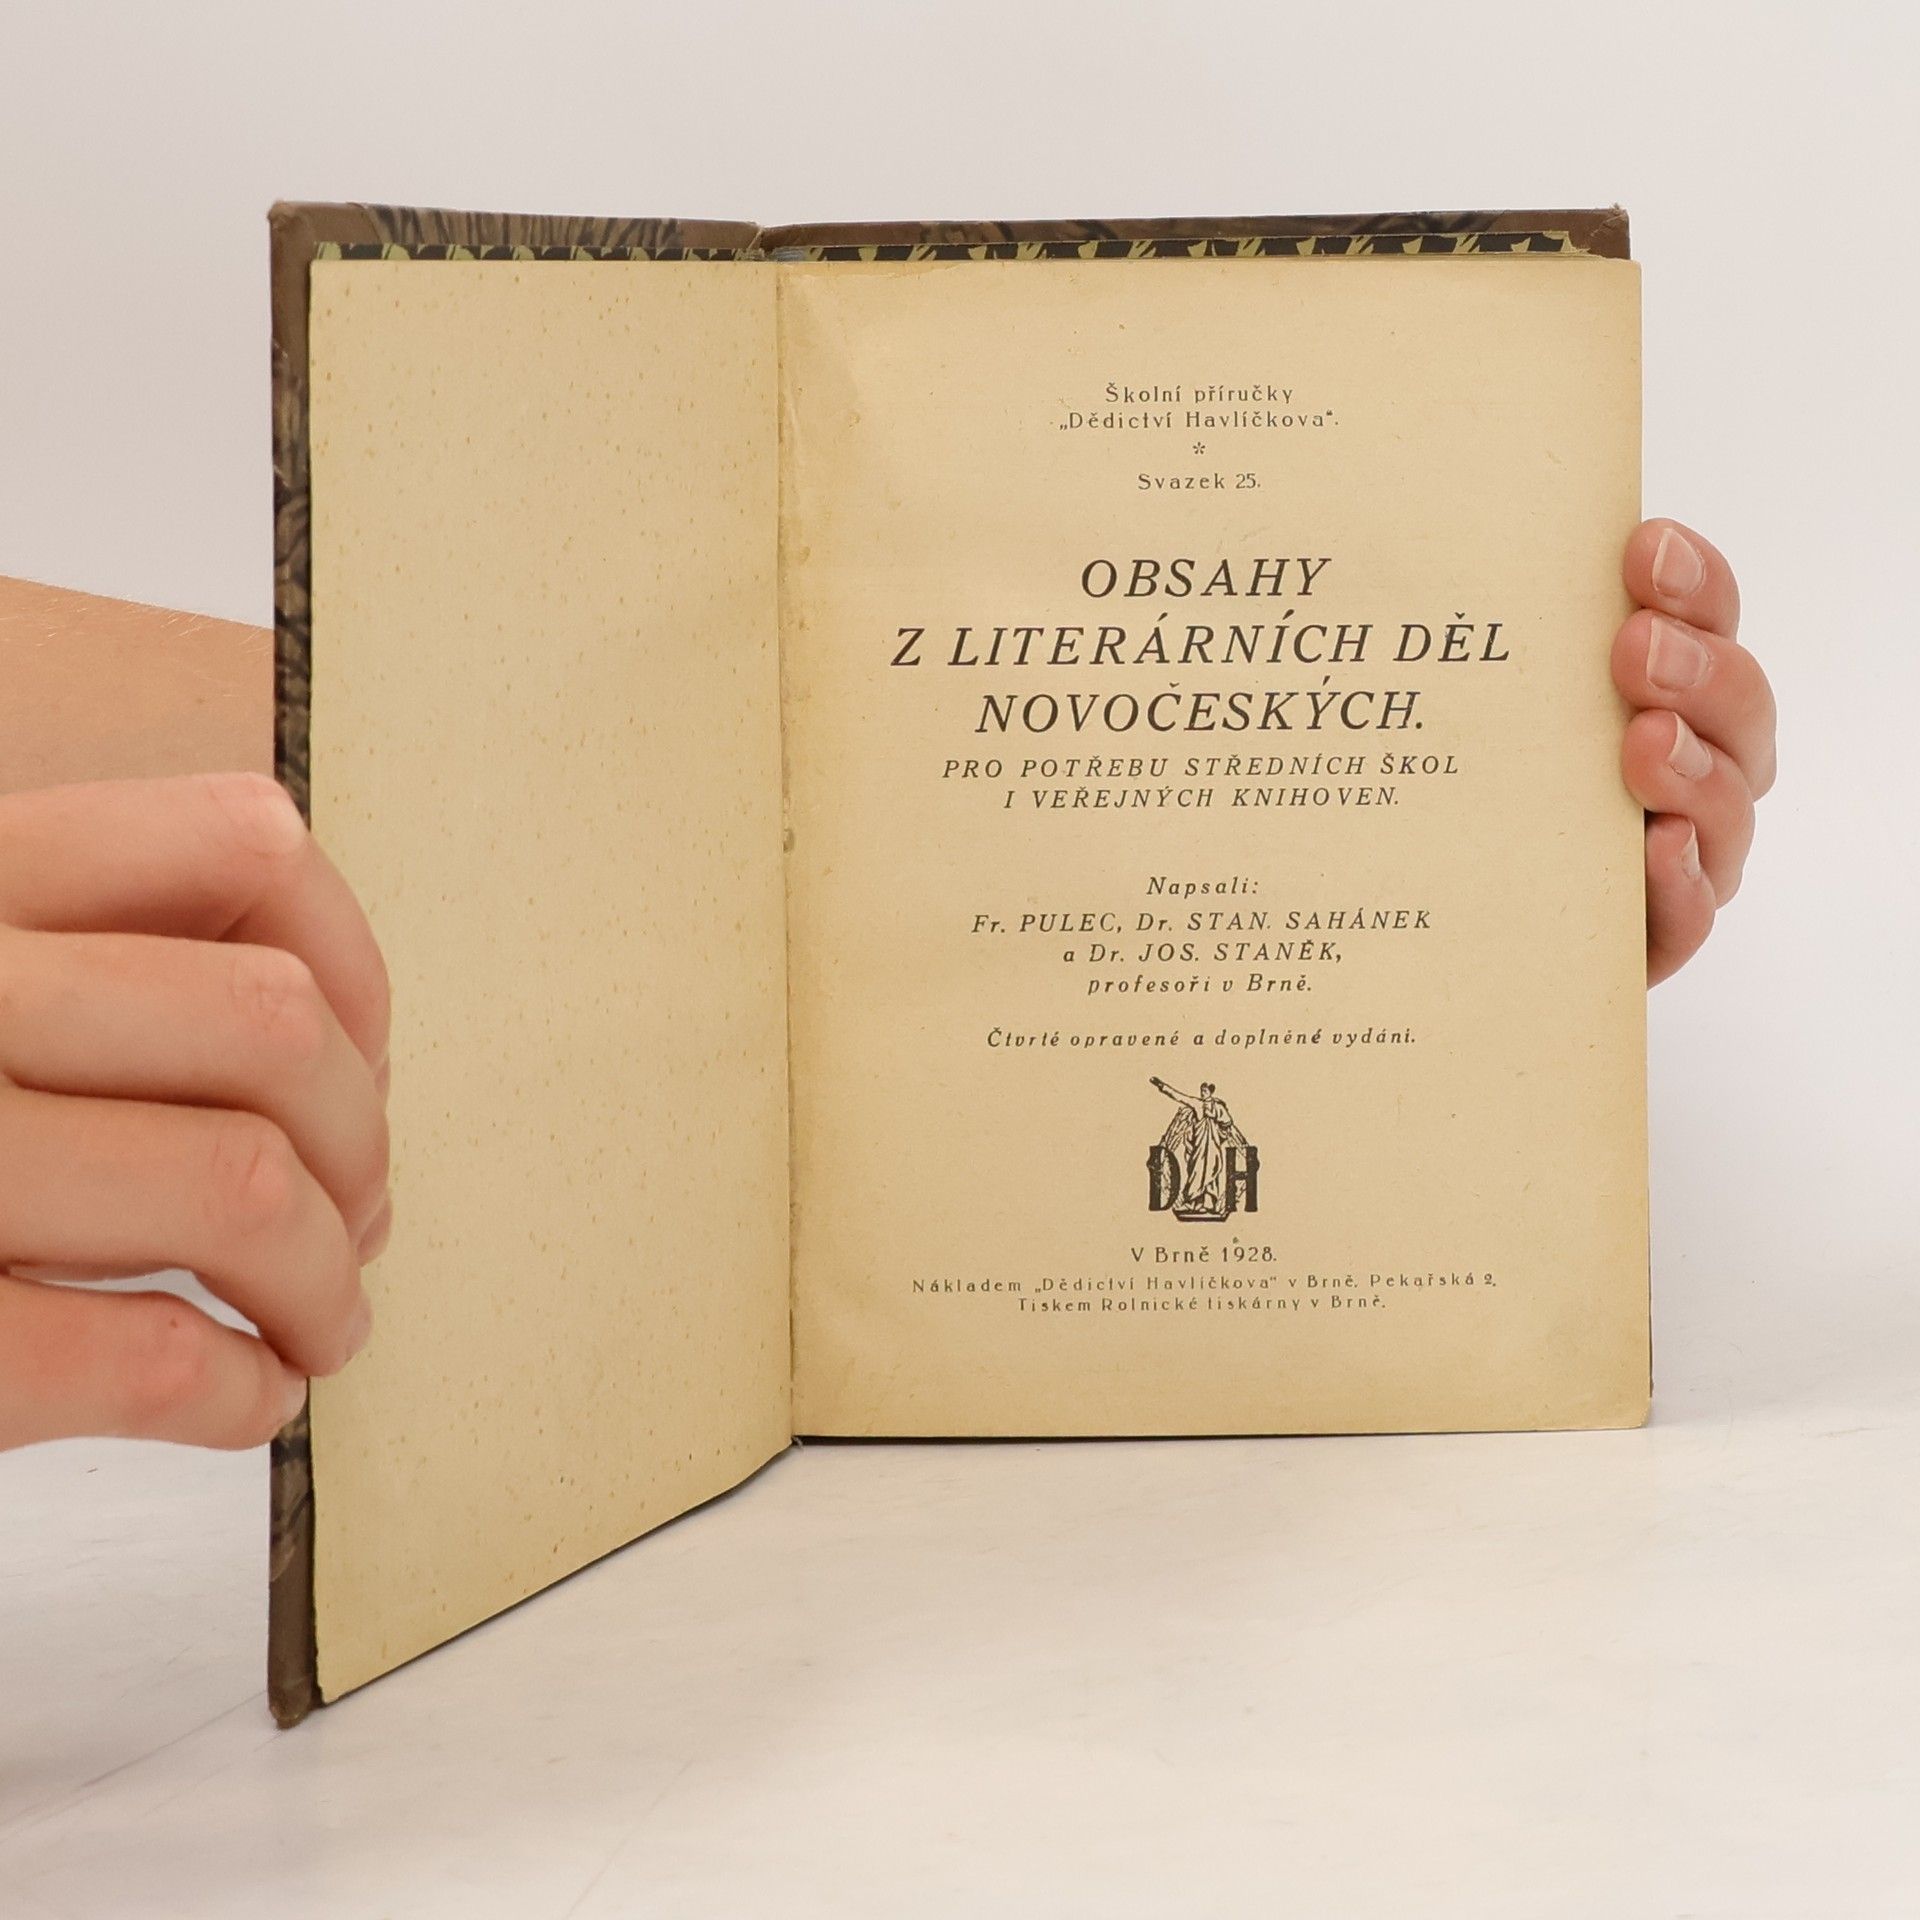 Školní příručky
„Dědictví Havlíčkova“.
*
Svazek 25.
OBSAHY
Z LITERÁRNÍCH DĚL
NOVOČESKÝCH.
PRO POTŘEBU STŘEDNÍCH ŠKOL
I VEŘEJNÝCH KNIHOVEN.
Napsali:
Fr. PULEC, Dr. STAN. SAHÁNEK
a Dr. JOS. STANĚK,
profesoři v Brně.
Čtvrté opravené a doplněné vydání.
D H
V Brně 1928.
Nákladem „Dědictví Havlíčkova“ v Brně, Pekařská 2.
Tiskem Rolnické tiskárny v Brně.